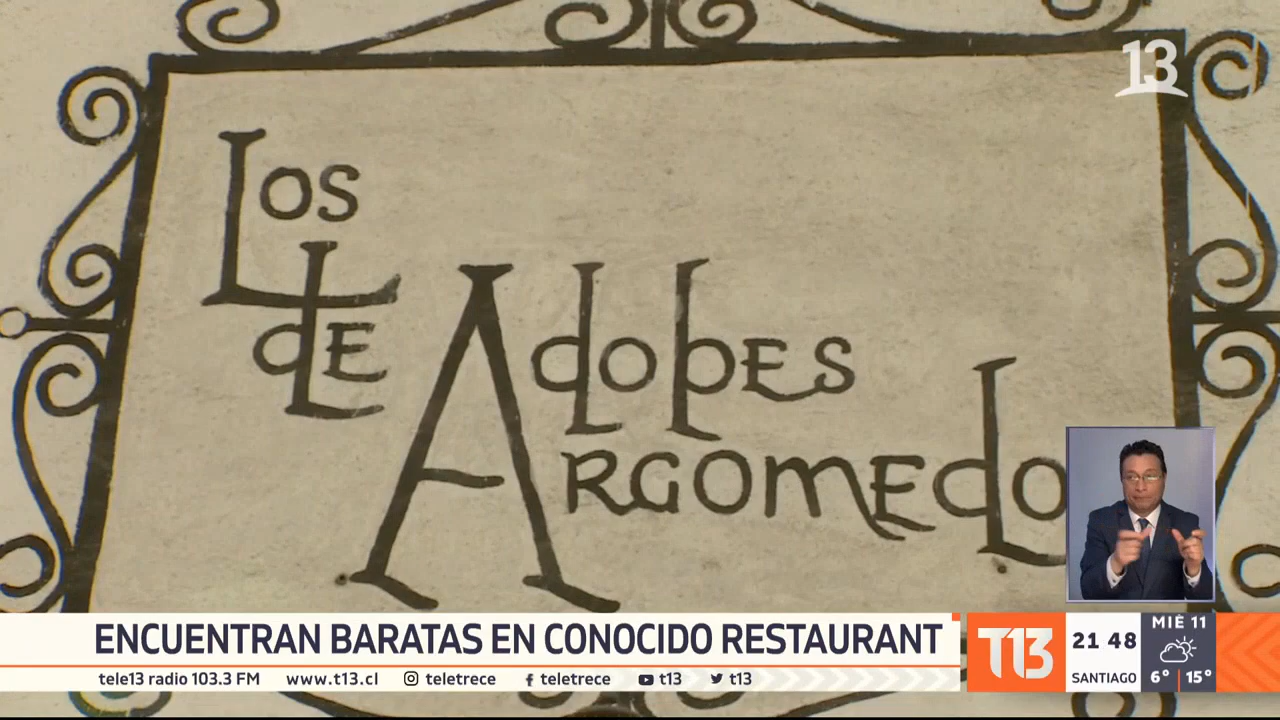 13
Los
de Adobes
Argomedo
ENCUENTRAN BARATAS EN CONOCIDO RESTAURANT
tele13 radio 103.3 FM www.t13.cl teletrece teletrece t13 t13
T13
21 48
SANTIAGO
MIÉ 11
6° 15°